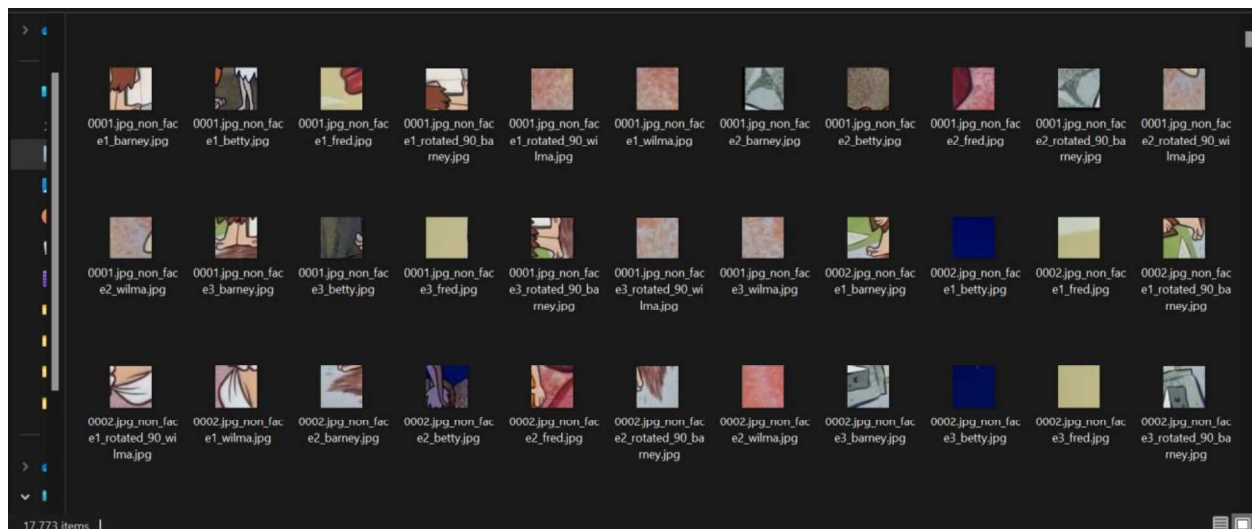 0001.jpg_non_fac
e1_barney.jpg
0001.jpg_non_fac
e1_betty.jpg
0001.jpg_non_fac
e1_fred.jpg
0001.jpg_non_fac
e1_rotated_90_ba
rney.jpg
0001.jpg_non_fac
e1_rotated_90_wi
lma.jpg
0001.jpg_non_fac
e1_wilma.jpg
0001.jpg_non_fac
e2_barney.jpg
0001.jpg_non_fac
e2_betty.jpg
0001.jpg_non_fac
e2_fred.jpg
0001.jpg_non_fac
e2_rotated_90_ba
rney.jpg
0001.jpg_non_fac
e2_rotated_90_wi
lma.jpg
0001.jpg_non_fac
e2_wilma.jpg
0001.jpg_non_fac
e3_barney.jpg
0001.jpg_non_fac
e3_betty.jpg
0001.jpg_non_fac
e3_fred.jpg
0001.jpg_non_fac
e3_rotated_90_ba
rney.jpg
0001.jpg_non_fac
e3_rotated_90_wi
lma.jpg
0001.jpg_non_fac
e3_wilma.jpg
0002.jpg_non_fac
e1_barney.jpg
0002.jpg_non_fac
e1_betty.jpg
0002.jpg_non_fac
e1_fred.jpg
0002.jpg_non_fac
e1_rotated_90_ba
rney.jpg
0002.jpg_non_fac
e1_rotated_90_wi
lma.jpg
0002.jpg_non_fac
e1_wilma.jpg
0002.jpg_non_fac
e2_barney.jpg
0002.jpg_non_fac
e2_betty.jpg
0002.jpg_non_fac
e2_fred.jpg
0002.jpg_non_fac
e2_rotated_90_ba
rney.jpg
0002.jpg_non_fac
e2_wilma.jpg
0002.jpg_non_fac
e3_barney.jpg
0002.jpg_non_fac
e3_betty.jpg
0002.jpg_non_fac
e3_fred.jpg
0002.jpg_non_fac
e3_rotated_90_ba
rney.jpg
17,773 items